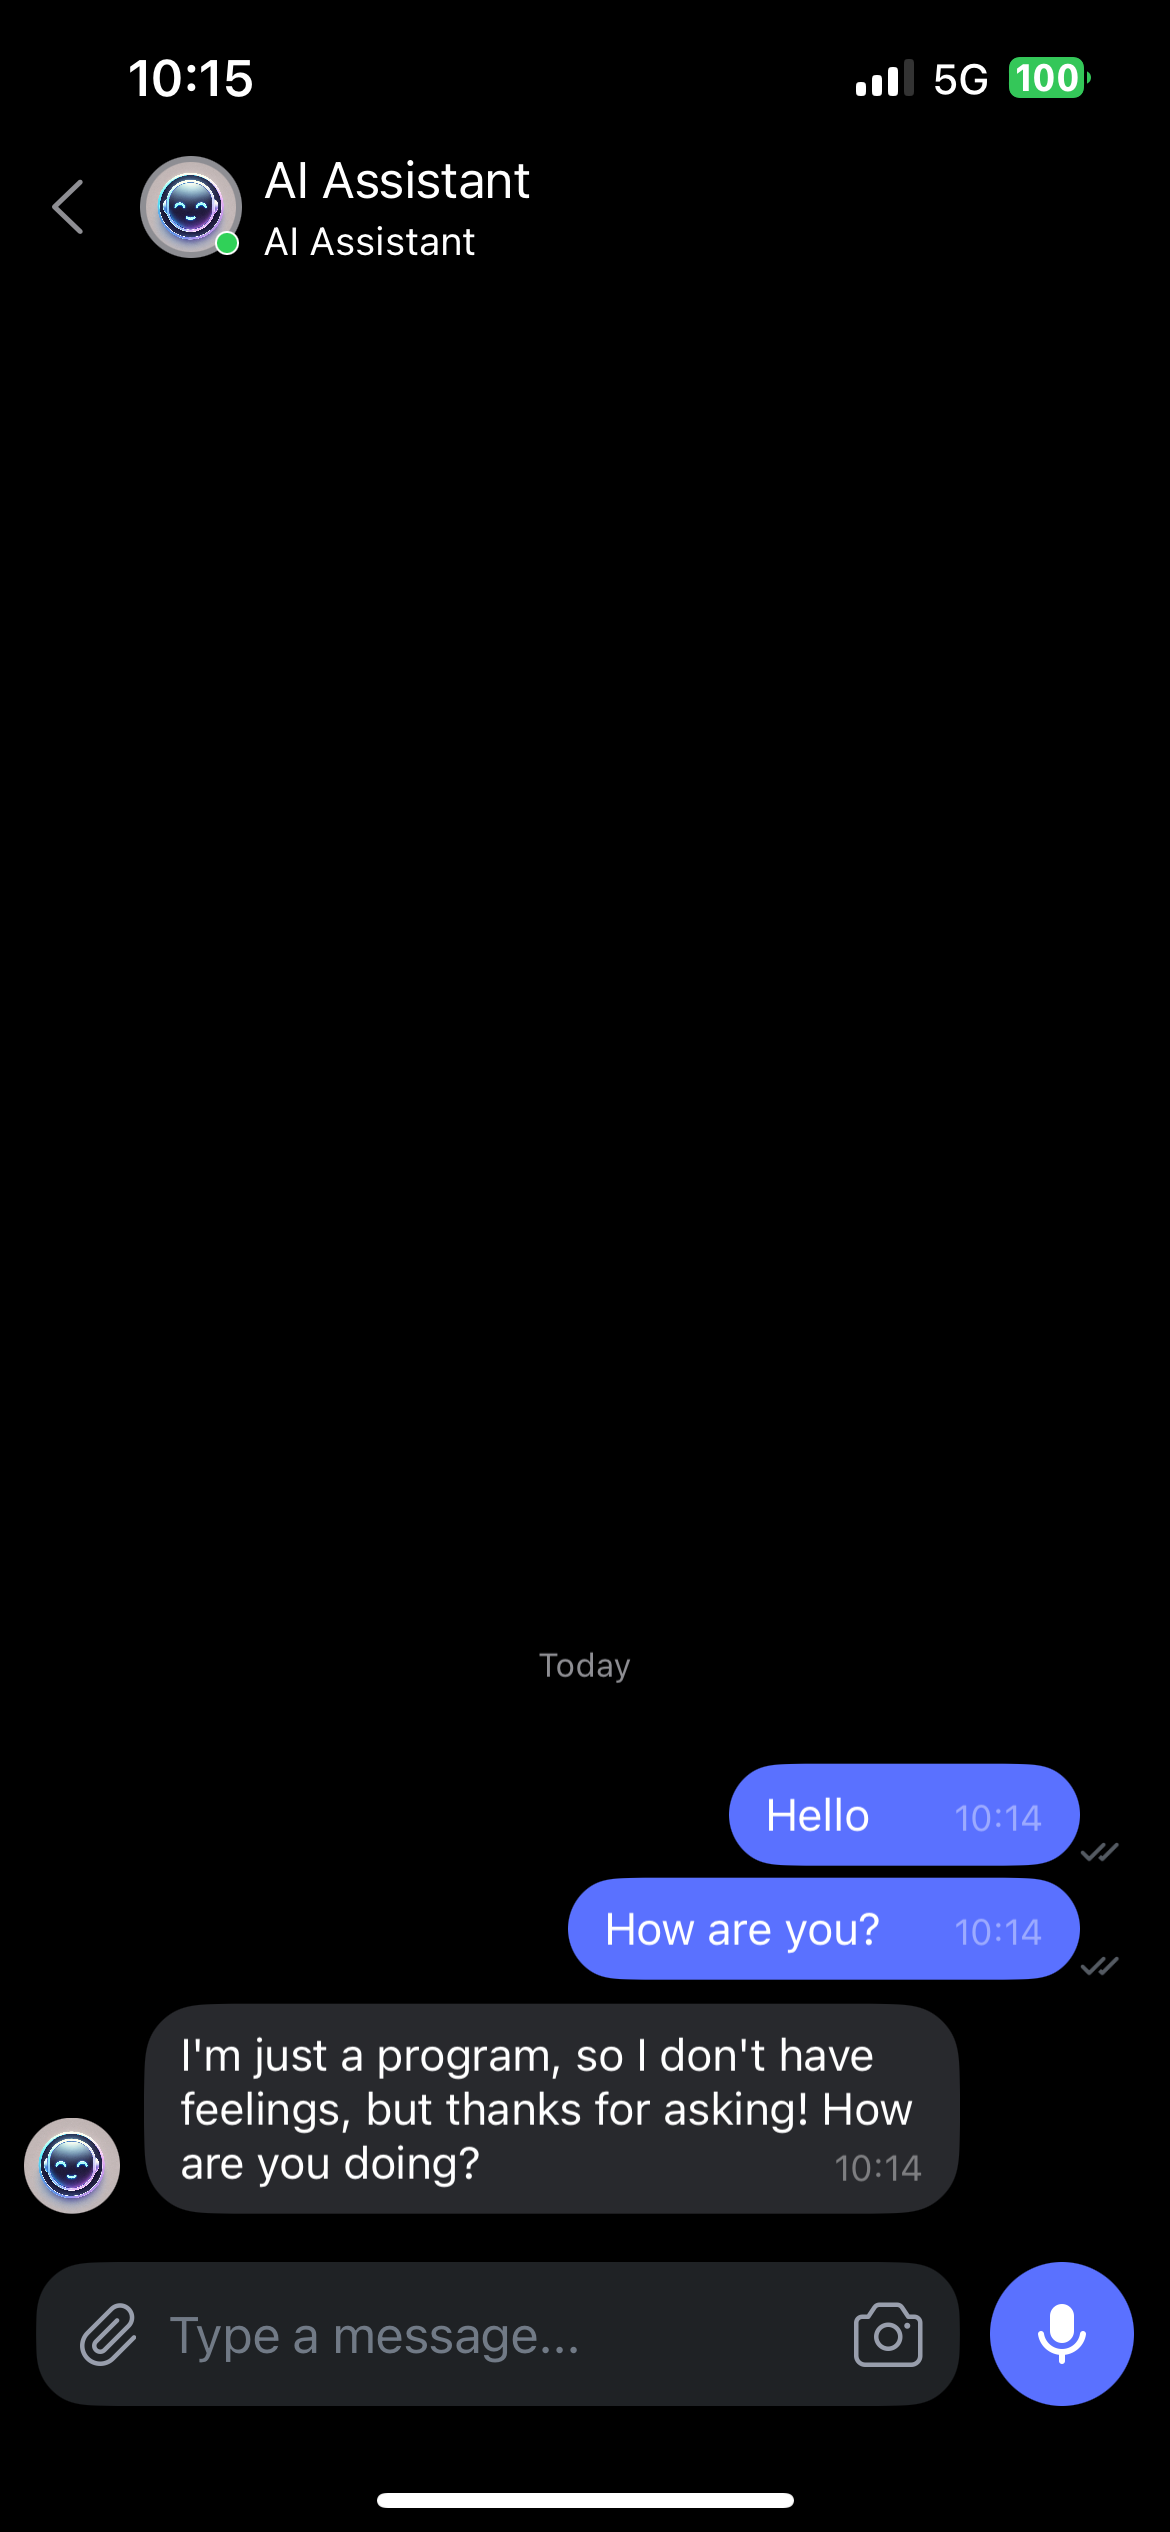 10:15
5G
100
AI Assistant
AI Assistant
Today
Hello 10:14
How are you? 10:14
I'm just a program, so I don't have
feelings, but thanks for asking! How
are you doing? 10:14
Type a message...